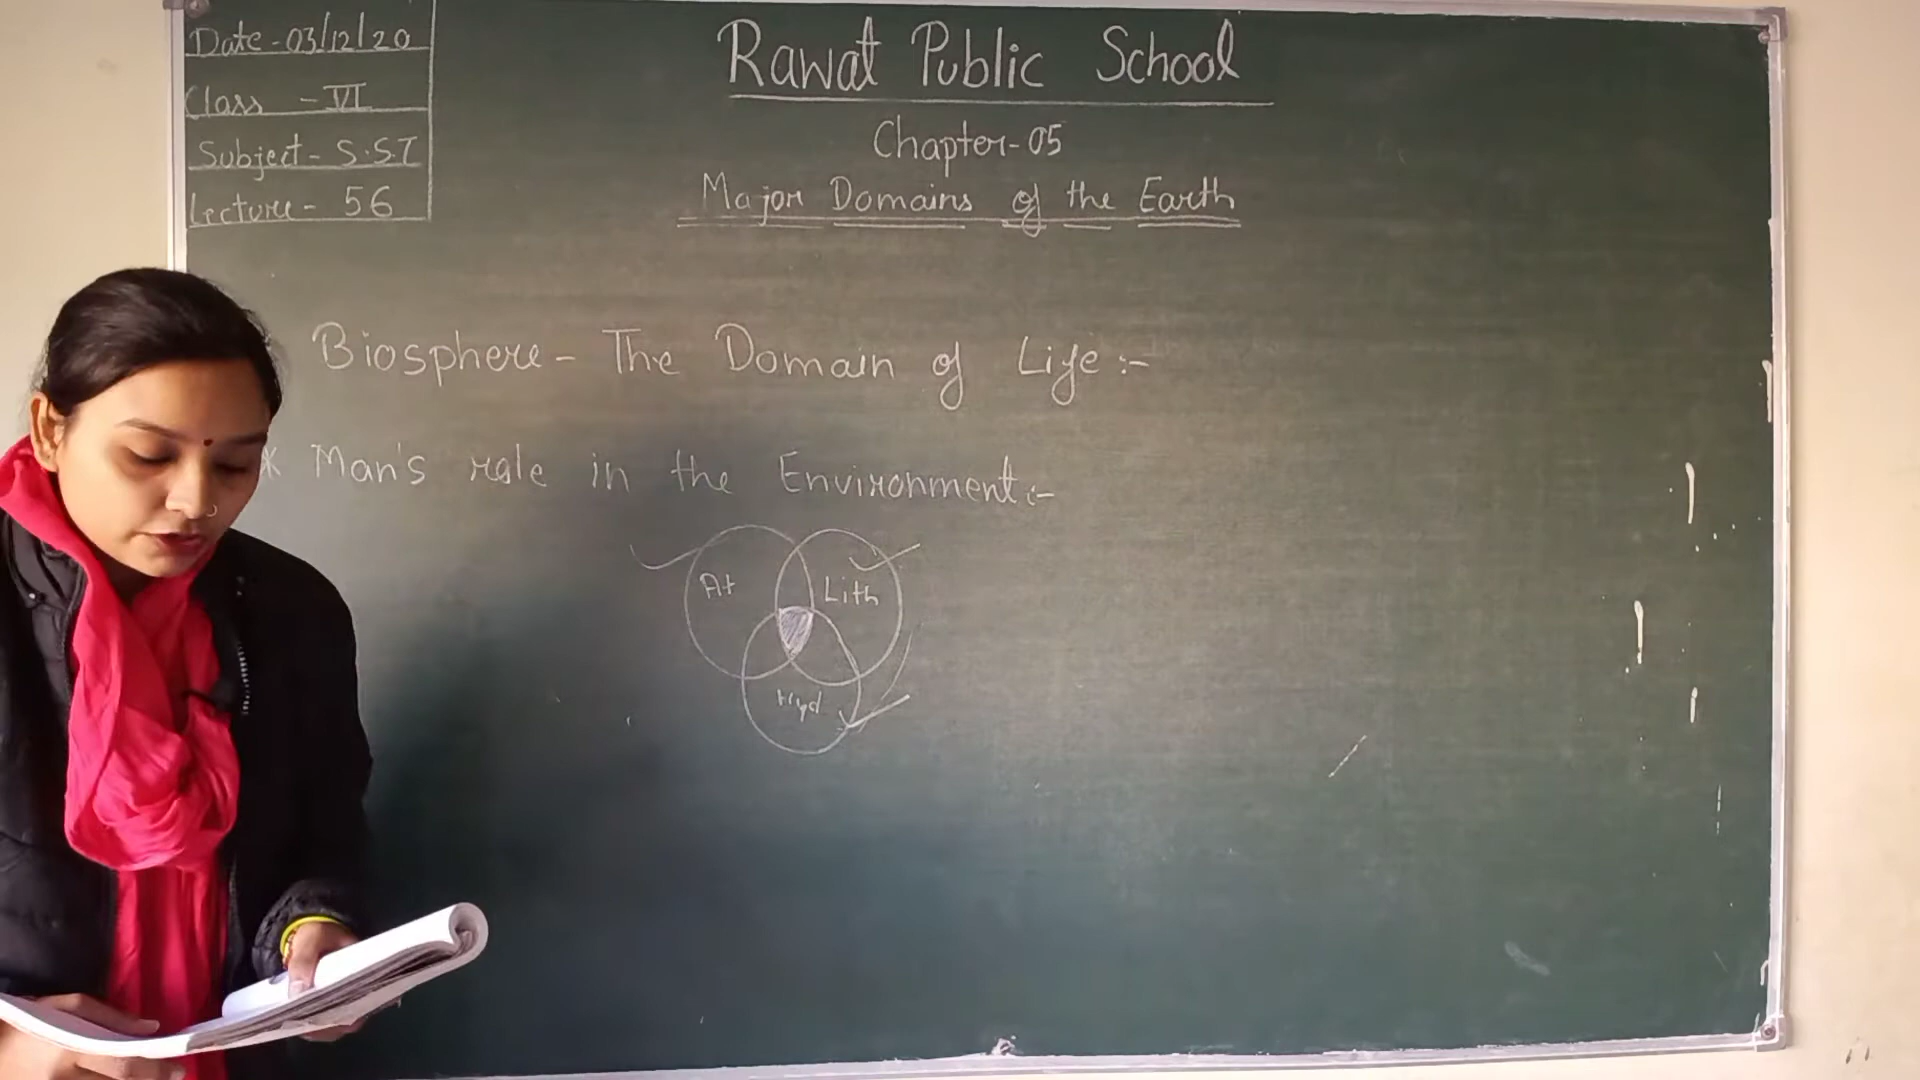 Date - 03/12/20
Class - VI
Subject - S.S.T
Lecture - 56
Rawat Public School
Chapter-05
Major Domains of the Earth
Biosphere - The Domain of Life :-
* Man's role in the Environment :-
At
Lith
Hyd